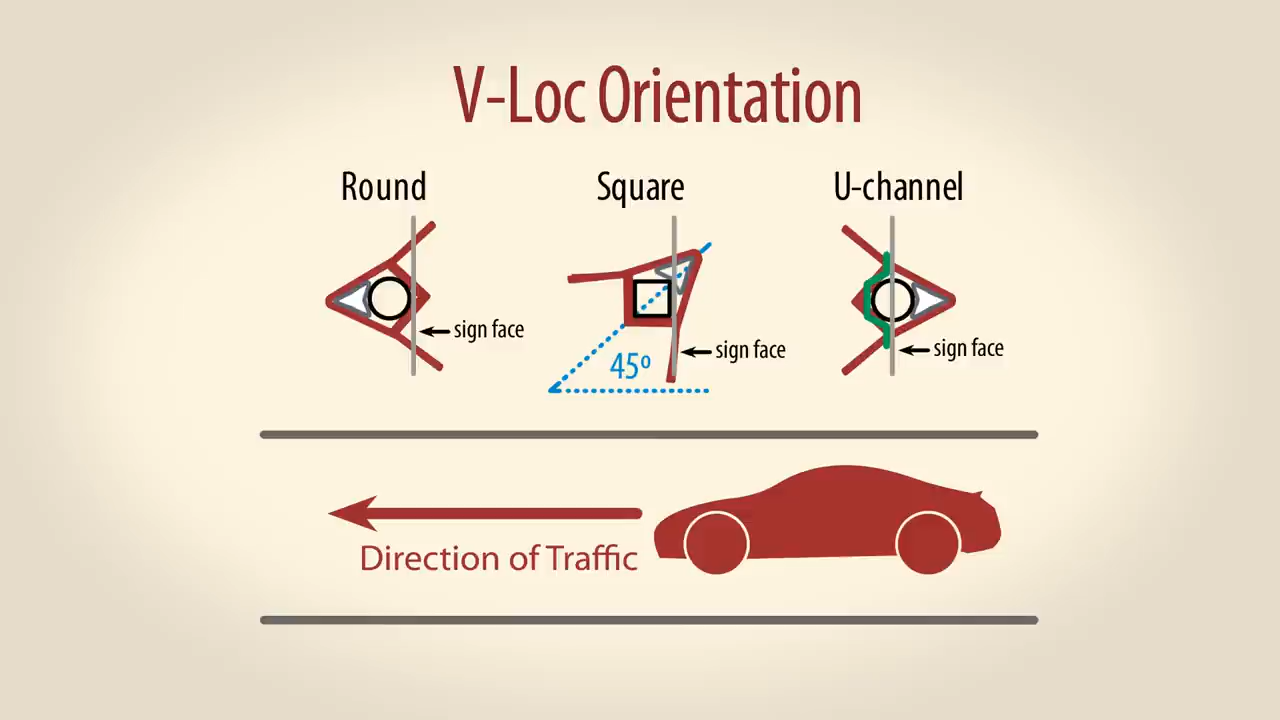 V-Loc Orientation
Round
Square
U-channel
sign face
sign face
sign face
45º
Direction of Traffic